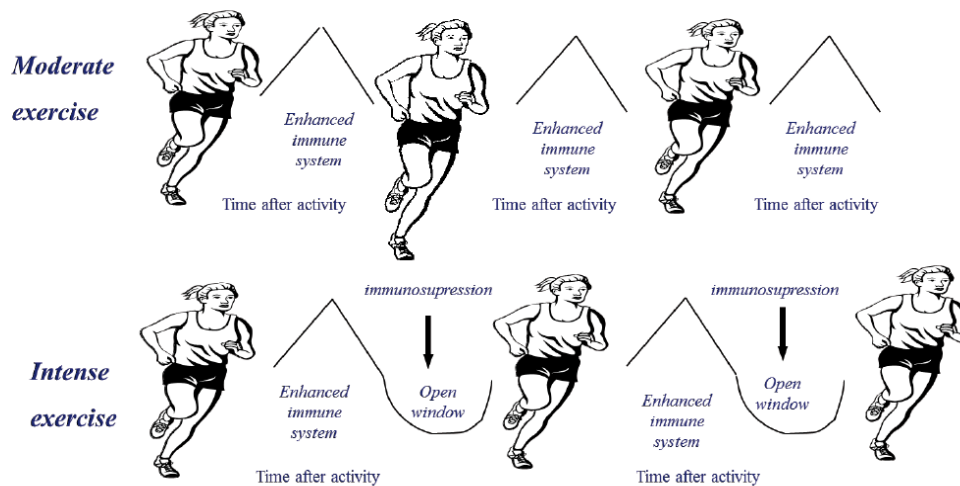 Moderate
exercise
Enhanced
immune
system
Time after activity
Enhanced
immune
system
Time after activity
Enhanced
immune
system
Time after activity
Intense
exercise
immunosupression
Enhanced
immune
system
Open
window
Time after activity
immunosupression
Enhanced
immune
system
Open
window
Time after activity